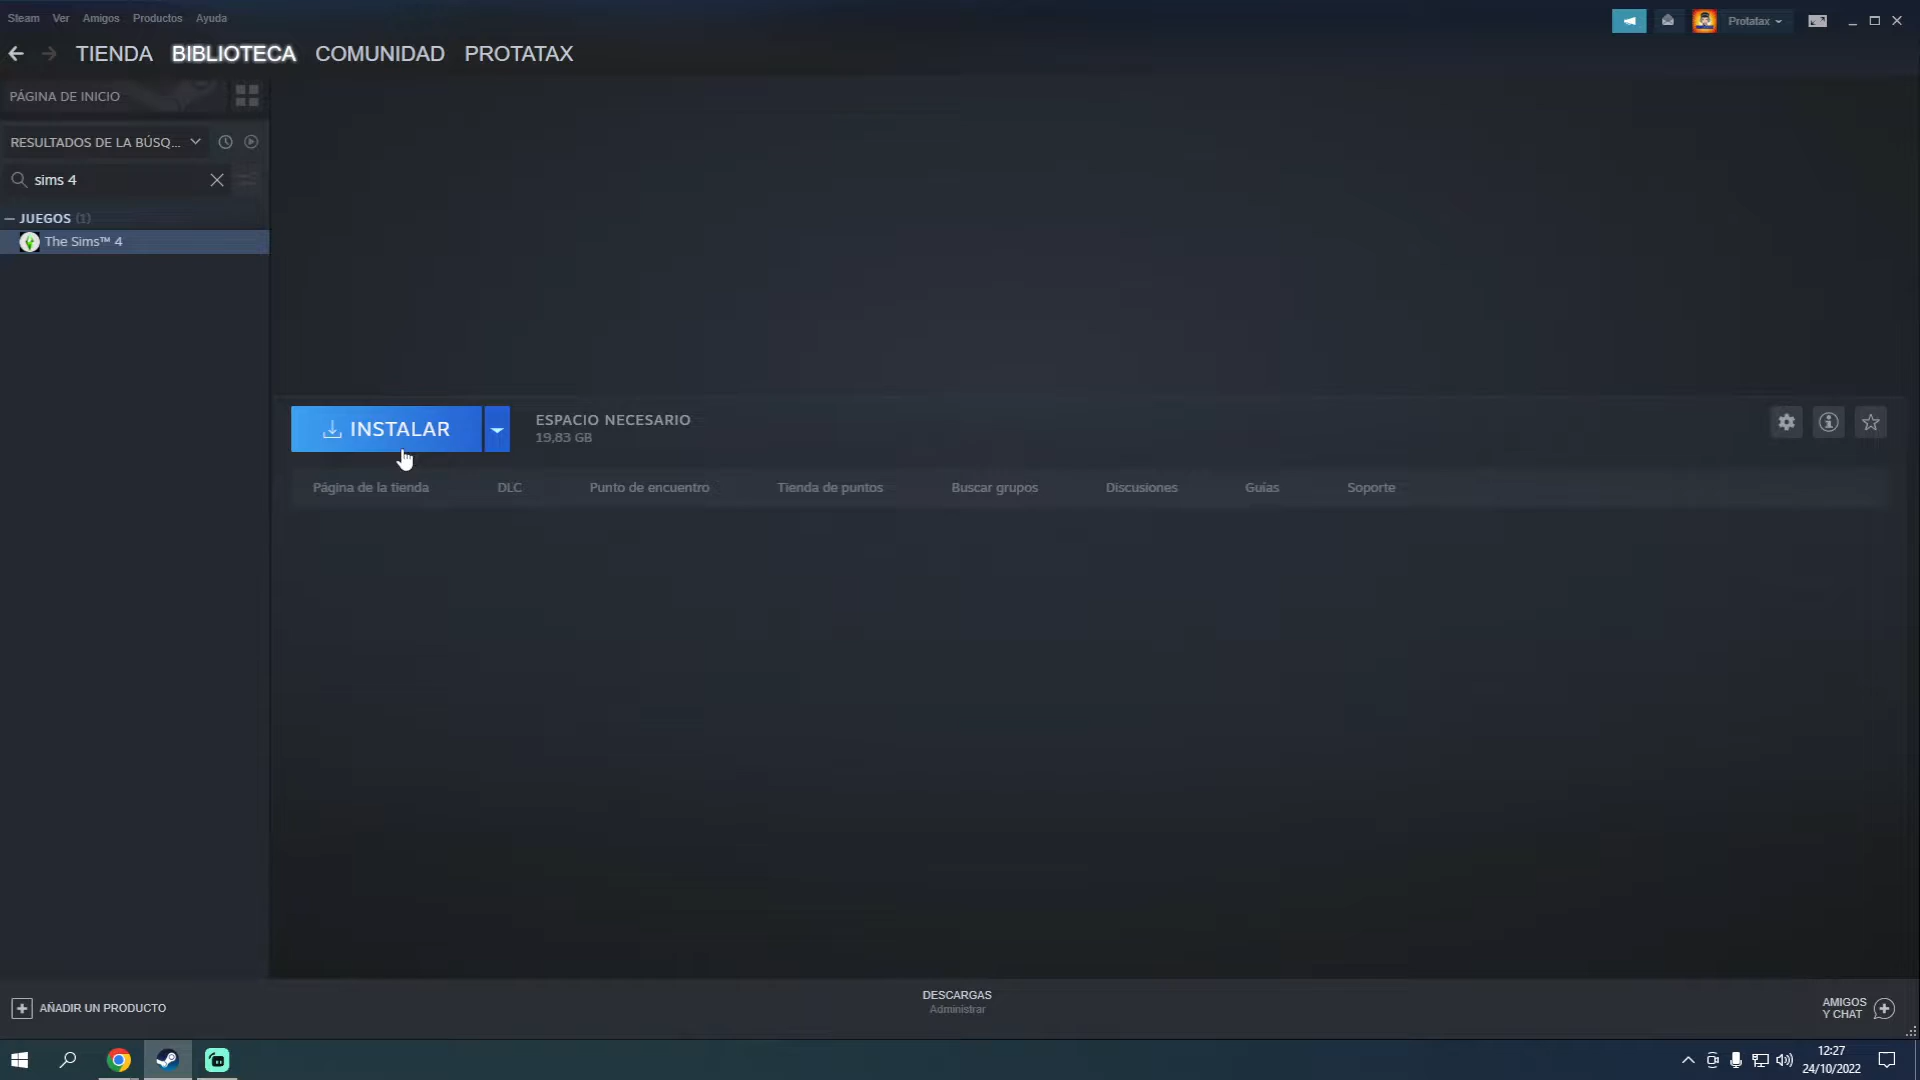 Steam Ver Amigos Productos Ayuda
Protatax
TIENDA BIBLIOTECA COMUNIDAD PROTATAX
PÁGINA DE INICIO
RESULTADOS DE LA BÚSQ...
sims 4
JUEGOS (1)
The Sims™ 4
INSTALAR
ESPACIO NECESARIO
19,83 GB
Página de la tienda DLC Punto de encuentro Tienda de puntos Buscar grupos Discusiones Guías Soporte
AÑADIR UN PRODUCTO
DESCARGAS
Administrar
AMIGOS
Y CHAT
12:27
24/10/2022